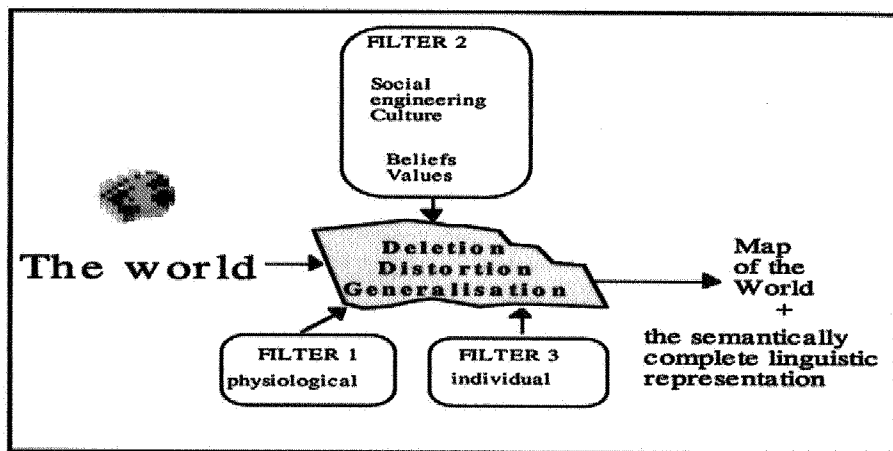 FILTER 2
Social
engineering
Culture
Beliefs
Values
The world
Deletion
Distortion
Generalisation
Map
of the
World
+
the semantically
complete linguistic
representation
FILTER 1
physiological
FILTER 3
individual